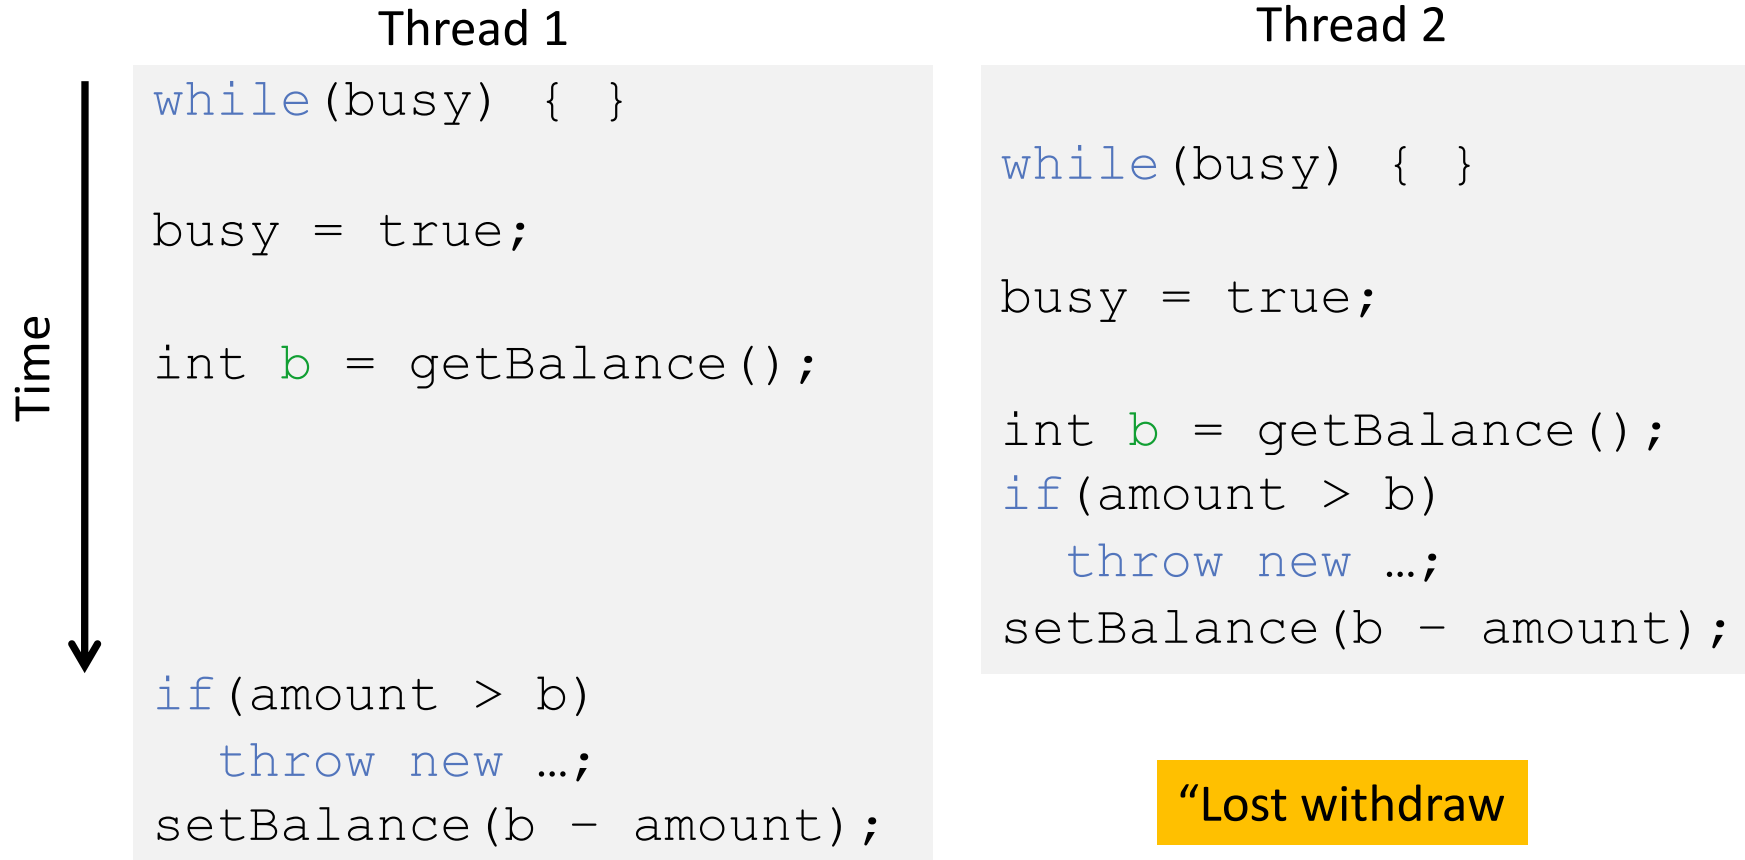 Thread 1
while(busy) { }
busy = true;
int b = getBalance();
if(amount > b)
throw new …;
setBalance(b – amount);
Thread 2
while(busy) { }
busy = true;
int b = getBalance();
if(amount > b)
throw new …;
setBalance(b – amount);
Time
“Lost withdraw